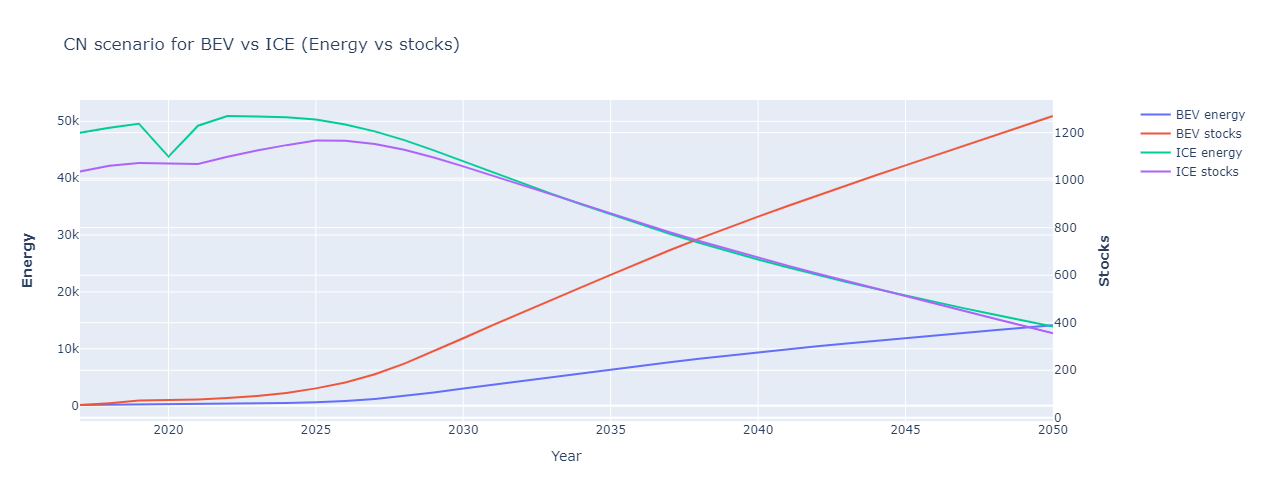 CN scenario for BEV vs ICE (Energy vs stocks)
BEV energy
BEV stocks
ICE energy
ICE stocks
50k
40k
30k
20k
10k
0
Energy
1200
1000
800
600
400
200
0
Stocks
2020
2025
2030
2035
2040
2045
2050
Year